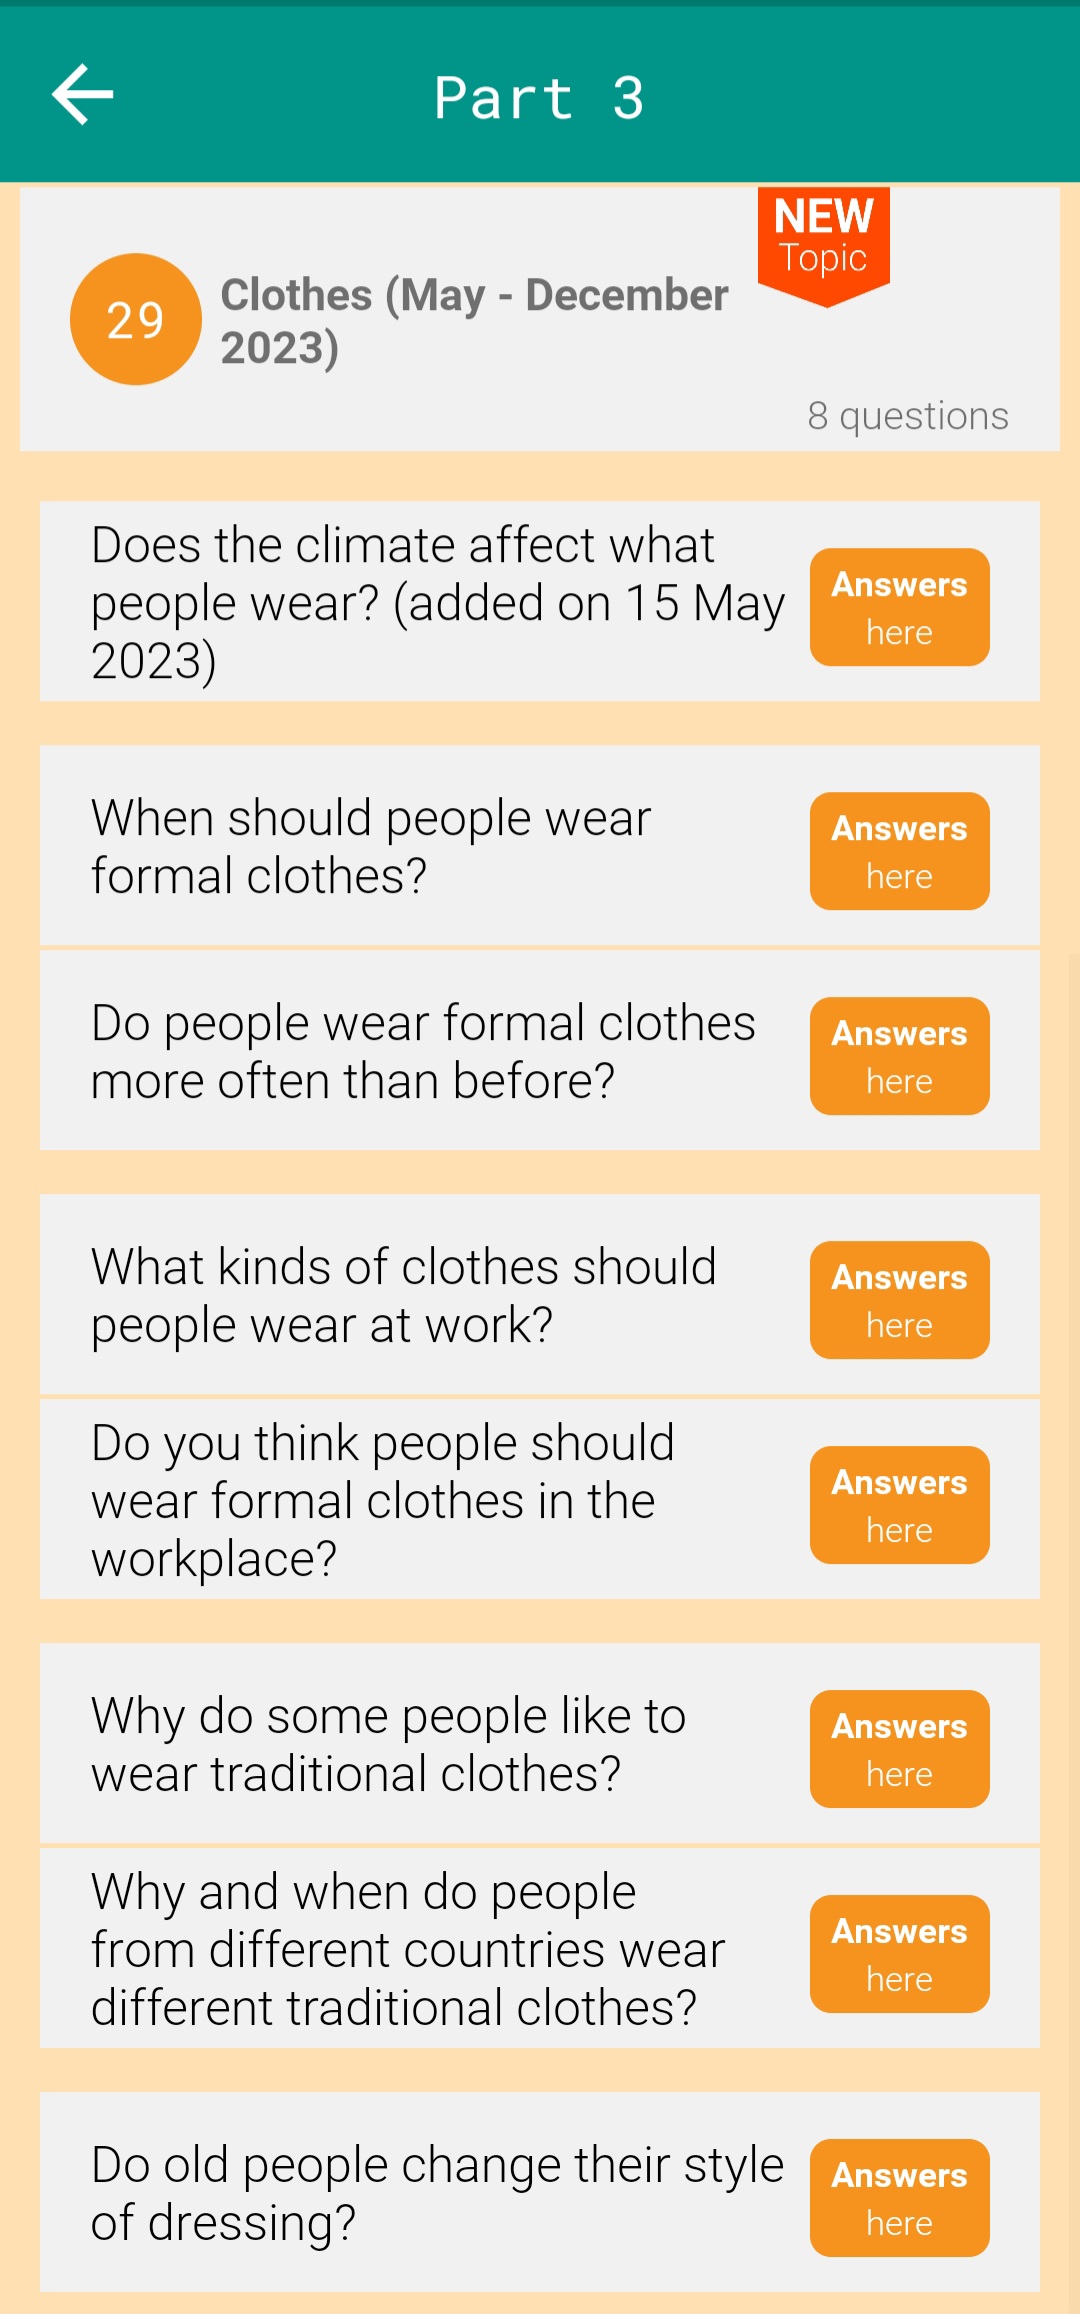 Part 3
NEW
Topic
29
Clothes (May - December
2023)
8 questions
Does the climate affect what
people wear? (added on 15 May
2023)
Answers
here
When should people wear
formal clothes?
Answers
here
Do people wear formal clothes
more often than before?
Answers
here
What kinds of clothes should
people wear at work?
Answers
here
Do you think people should
wear formal clothes in the
workplace?
Answers
here
Why do some people like to
wear traditional clothes?
Answers
here
Why and when do people
from different countries wear
different traditional clothes?
Answers
here
Do old people change their style
of dressing?
Answers
here